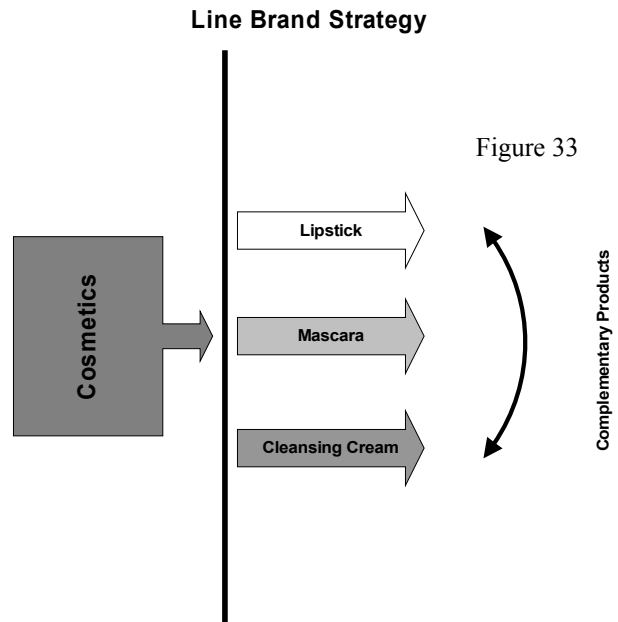 Line Brand Strategy
Figure 33
Cosmetics
Lipstick
Mascara
Cleansing Cream
Complementary Products